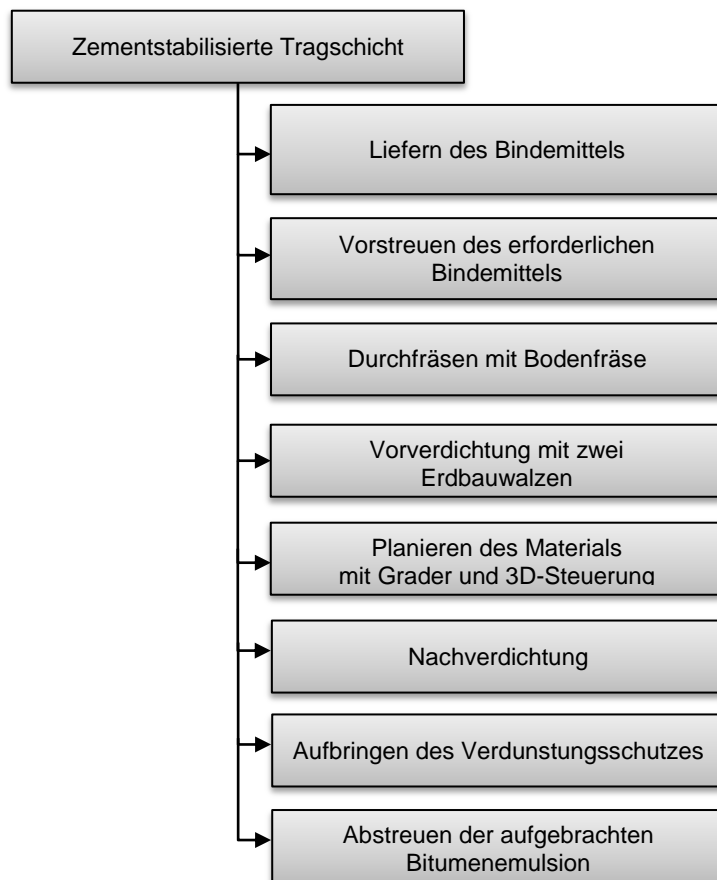 Zementstabilisierte Tragschicht
Liefern des Bindemittels
Vorstreuen des erforderlichen
Bindemittels
Durchfräsen mit Bodenfräse
Vorverdichtung mit zwei
Erdbauwalzen
Planieren des Materials
mit Grader und 3D-Steuerung
Nachverdichtung
Aufbringen des Verdunstungsschutzes
Abstreuen der aufgebrachten
Bitumenemulsion